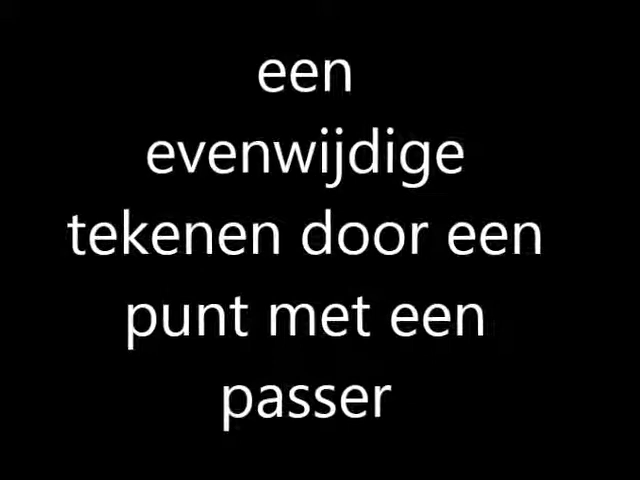 een
evenwijdige
tekenen door een
punt met een
passer